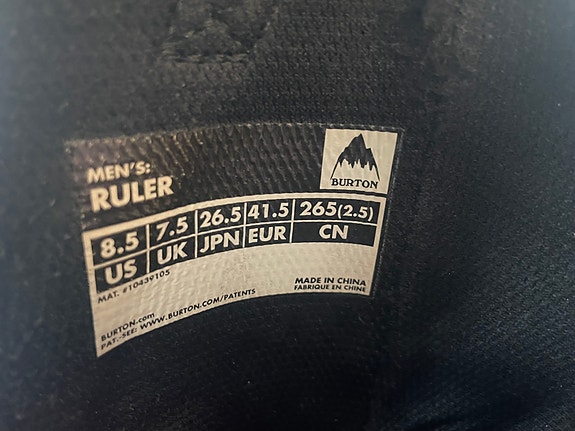 MEN'S:
RULER
BURTON
8.5 7.5 26.5 41.5 265(2.5)
US UK JPN EUR CN
MAT. #10439105
MADE IN CHINA
FABRIQUE EN CHINE
BURTON.com
PAT.-SEE: WWW.BURTON.COM/PATENTS